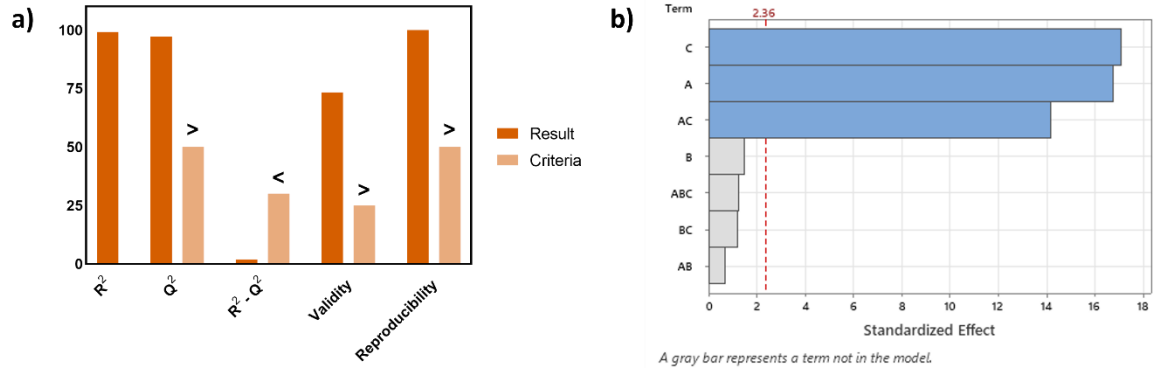 a)
100
75
50
25
0
>
<
>
>
R²
Q²
R² - Q²
Validity
Reproducibility
Result
Criteria
b)
Term
2.36
C
A
AC
B
ABC
BC
AB
0 2 4 6 8 10 12 14 16 18
Standardized Effect
A gray bar represents a term not in the model.